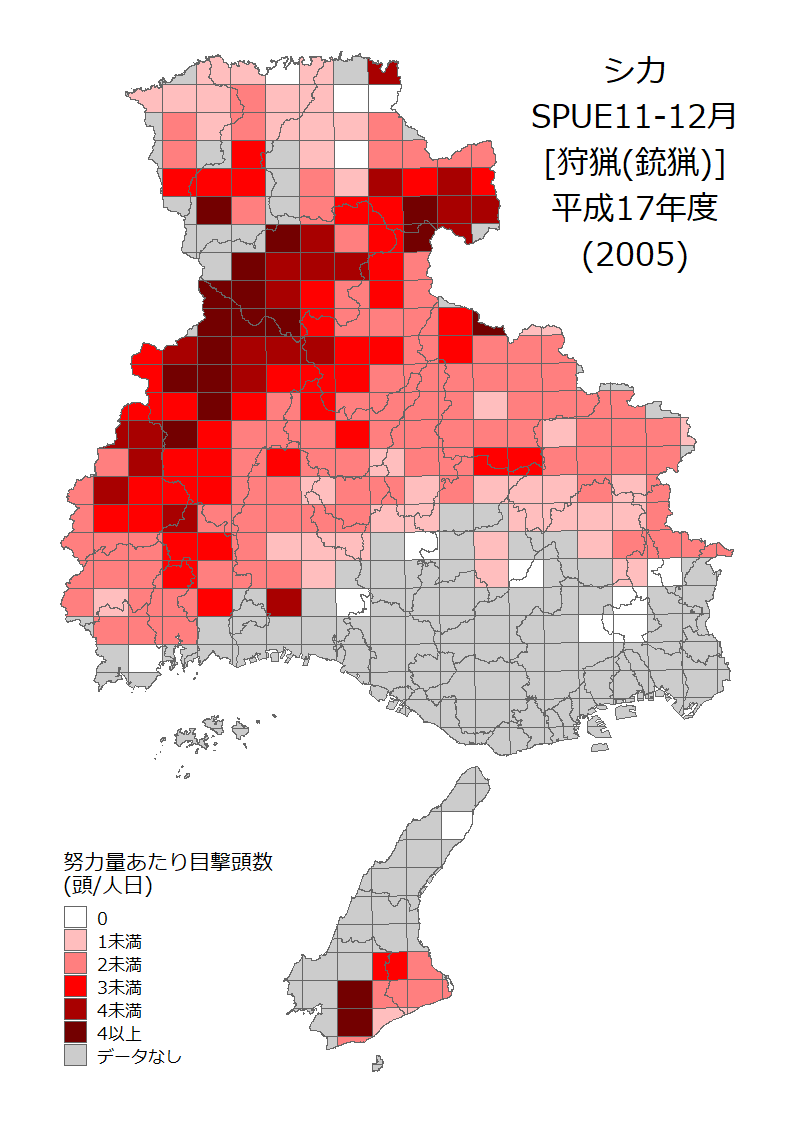 シカ
SPUE11-12月
[狩猟(銃猟)]
平成17年度
(2005)
努力量あたり目撃頭数
(頭/人日)
0
1未満
2未満
3未満
4未満
4以上
データなし